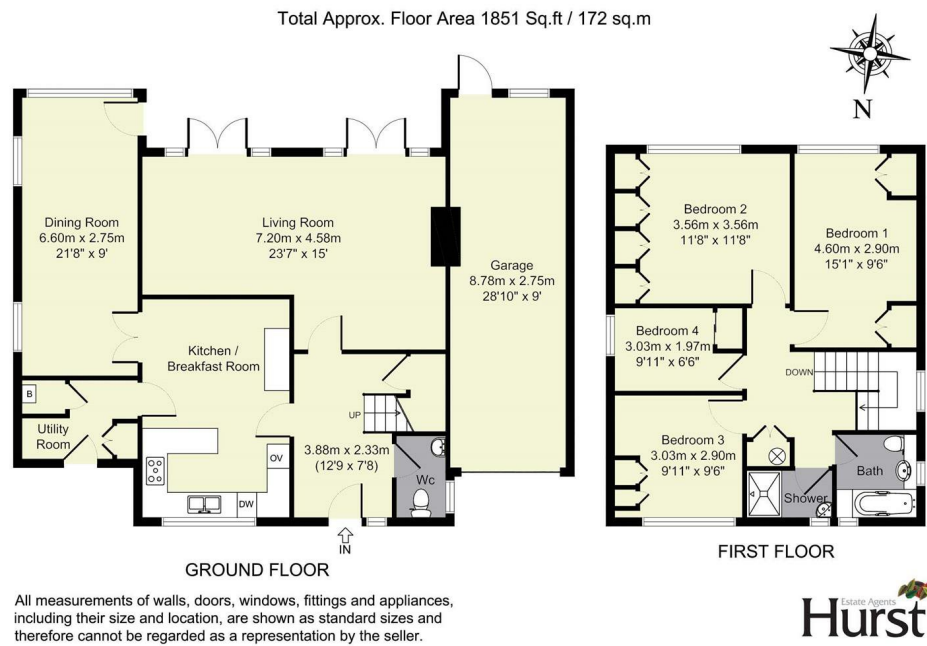 Total Approx. Floor Area 1851 Sq.ft / 172 sq.m
N
Dining Room
6.60m x 2.75m
21'8" x 9'
Living Room
7.20m x 4.58m
23'7" x 15'
Garage
8.78m x 2.75m
28'10" x 9'
Kitchen /
Breakfast Room
B
Utility
Room
UP
3.88m x 2.33m
(12'9 x 7'8)
OV
DW
Wc
IN
GROUND FLOOR
Bedroom 2
3.56m x 3.56m
11'8" x 11'8"
Bedroom 1
4.60m x 2.90m
15'1" x 9'6"
Bedroom 4
3.03m x 1.97m
9'11" x 6'6"
DOWN
Bedroom 3
3.03m x 2.90m
9'11" x 9'6"
Bath
Shower
FIRST FLOOR
All measurements of walls, doors, windows, fittings and appliances,
including their size and location, are shown as standard sizes and
therefore cannot be regarded as a representation by the seller.
Estate Agents
Hurst